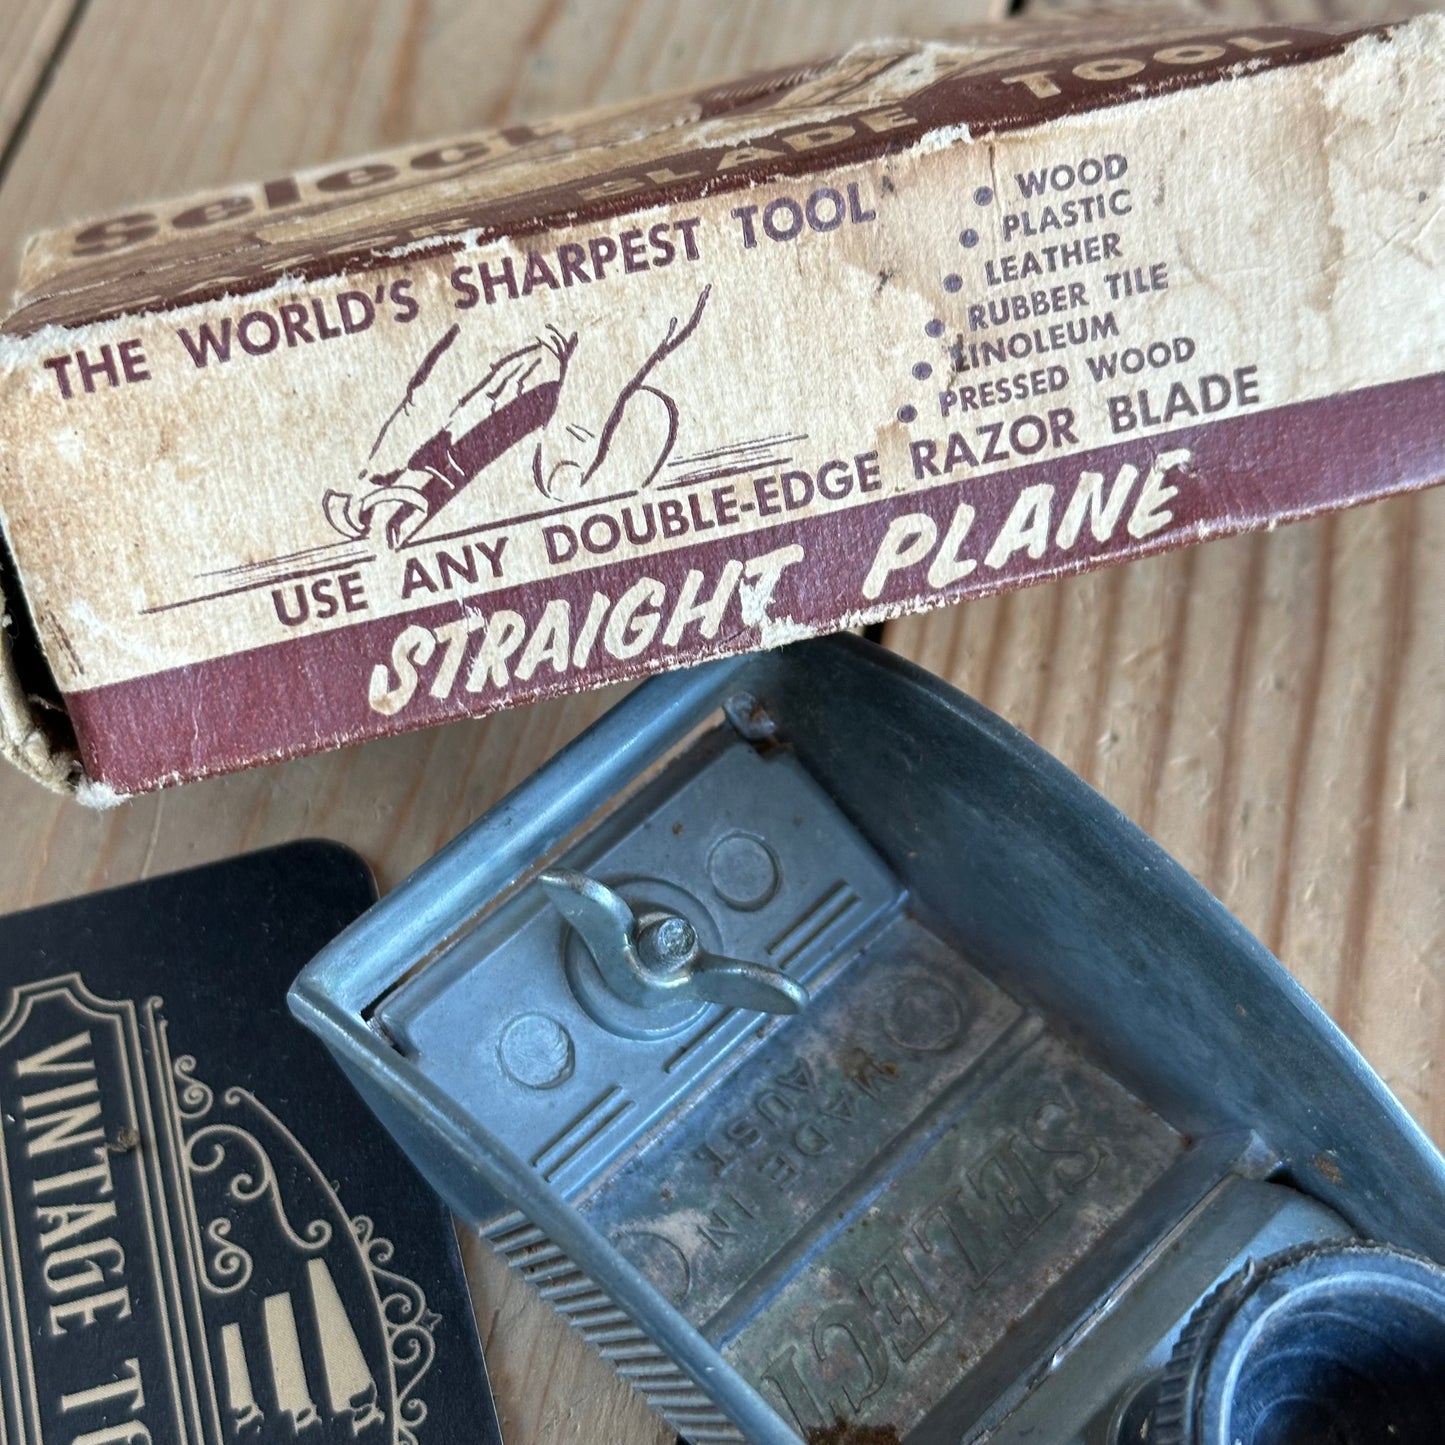 Select
RAZOR BLADE TOOL
THE WORLD'S SHARPEST TOOL
• WOOD
• PLASTIC
• LEATHER
• RUBBER TILE
• LINOLEUM
• PRESSED WOOD
USE ANY DOUBLE-EDGE RAZOR BLADE
STRAIGHT PLANE
MADE IN
AUST.
SELECT
VINTAGE